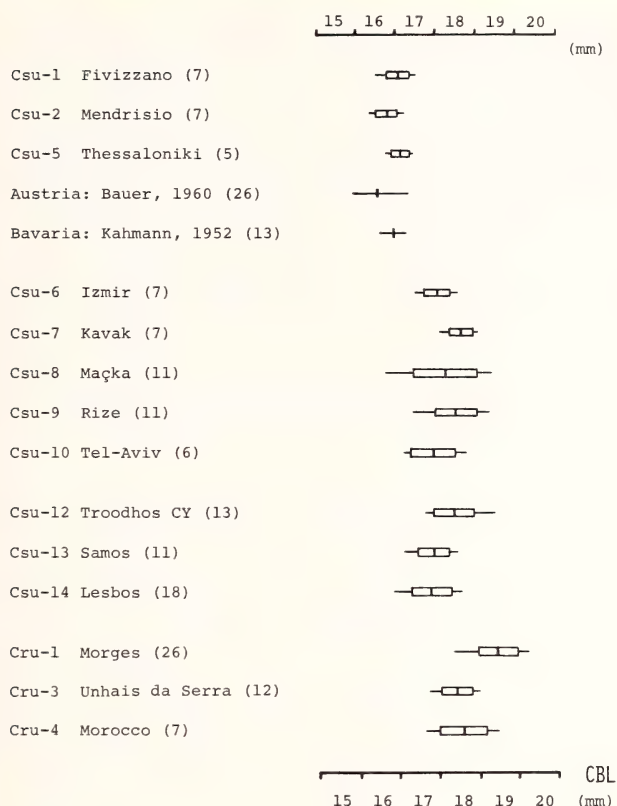 15 16 17 18 19 20
(mm)
Csu-1 Fivizzano (7)
Csu-2 Mendrisio (7)
Csu-5 Thessaloniki (5)
Austria: Bauer, 1960 (26)
Bavaria: Kahmann, 1952 (13)
Csu-6 Izmir (7)
Csu-7 Kavak (7)
Csu-8 Maçka (11)
Csu-9 Rize (11)
Csu-10 Tel-Aviv (6)
Csu-12 Troodhos CY (13)
Csu-13 Samos (11)
Csu-14 Lesbos (18)
Cru-1 Morges (26)
Cru-3 Unhais da Serra (12)
Cru-4 Morocco (7)
CBL
15 16 17 18 19 20 (mm)